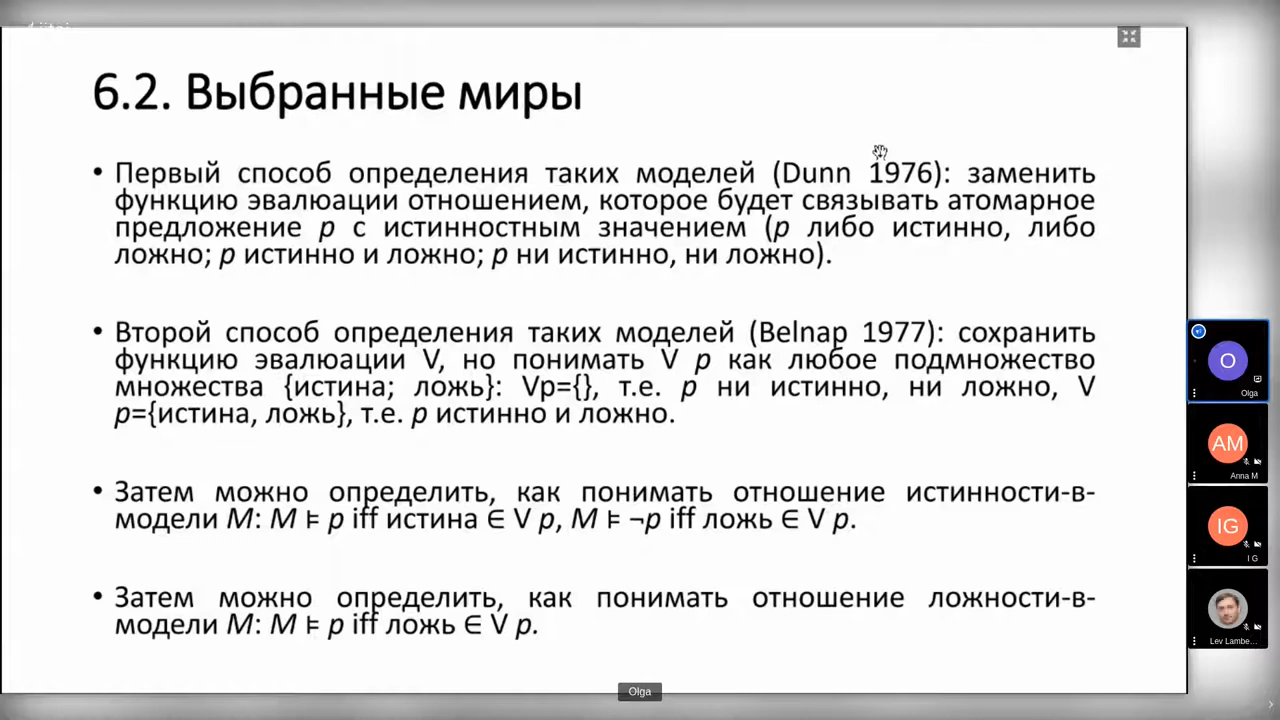 6.2. Выбранные миры
• Первый способ определения таких моделей (Dunn 1976): заменить
функцию эвалюации отношением, которое будет связывать атомарное
предложение p с истинностным значением (p либо истинно, либо
ложно; p истинно и ложно; p ни истинно, ни ложно).
• Второй способ определения таких моделей (Belnap 1977): сохранить
функцию эвалюации V, но понимать V p как любое подмножество
множества {истина; ложь}: Vp={}, т.е. p ни истинно, ни ложно, V
p={истина, ложь}, т.е. p истинно и ложно.
• Затем можно определить, как понимать отношение истинности-в-
модели M: M ⊧ p iff истина ∈ V p, M ⊧ ¬p iff ложь ∈ V p.
• Затем можно определить, как понимать отношение ложности-в-
модели M: M ⊧ p iff ложь ∈ V p.
O
Olga
AM
Anna M
IG
I G
Lev Lambe...
Olga